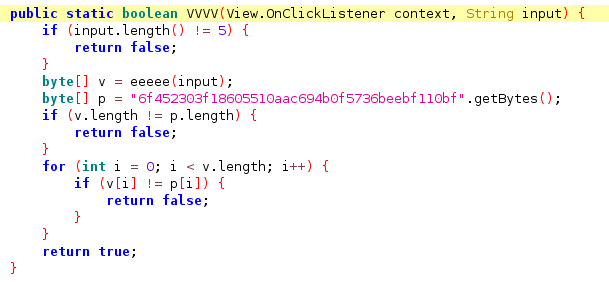 public static boolean VVVV(View.OnClickListener context, String input) {
    if (input.length() != 5) {
        return false;
    }
    byte[] v = eeeee(input);
    byte[] p = "6f452303f18605510aac694b0f5736beebf110bf".getBytes();
    if (v.length != p.length) {
        return false;
    }
    for (int i = 0; i < v.length; i++) {
        if (v[i] != p[i]) {
            return false;
        }
    }
    return true;
}